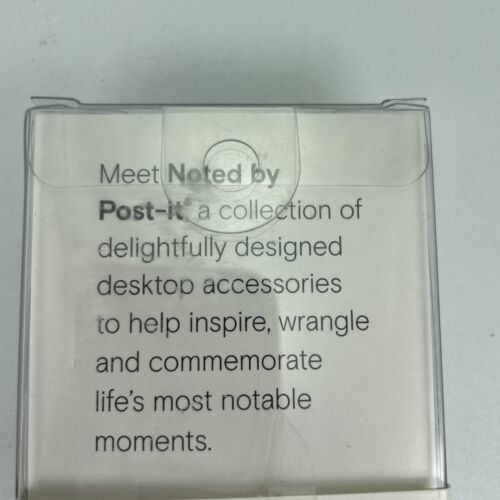 Meet Noted by
Post-it® a collection of
delightfully designed
desktop accessories
to help inspire, wrangle
and commemorate
life's most notable
moments.